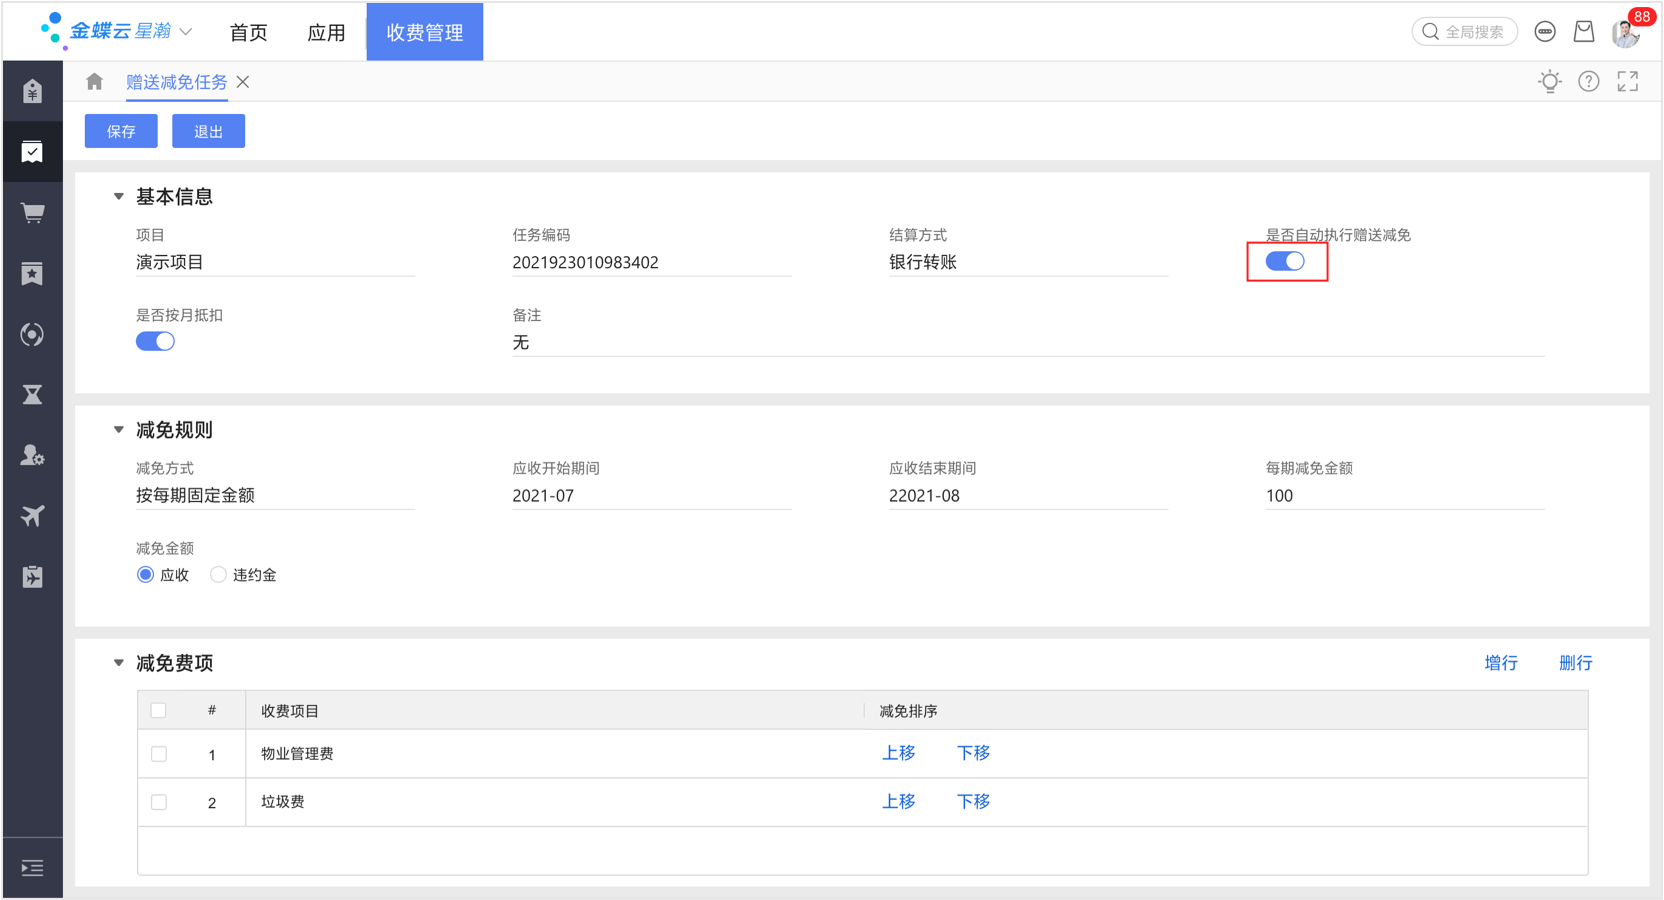 金蝶云 星瀚
首页
应用
收费管理
全局搜索
88
赠送减免任务
保存
退出
基本信息
项目
任务编码
结算方式
是否自动执行赠送减免
演示项目
2021923010983402
银行转账
是否按月抵扣
备注
无
减免规则
减免方式
应收开始期间
应收结束期间
每期减免金额
按每期固定金额
2021-07
22021-08
100
减免金额
应收
违约金
减免费项
增行
删行
#
收费项目
减免排序
1
物业管理费
上移
下移
2
垃圾费
上移
下移